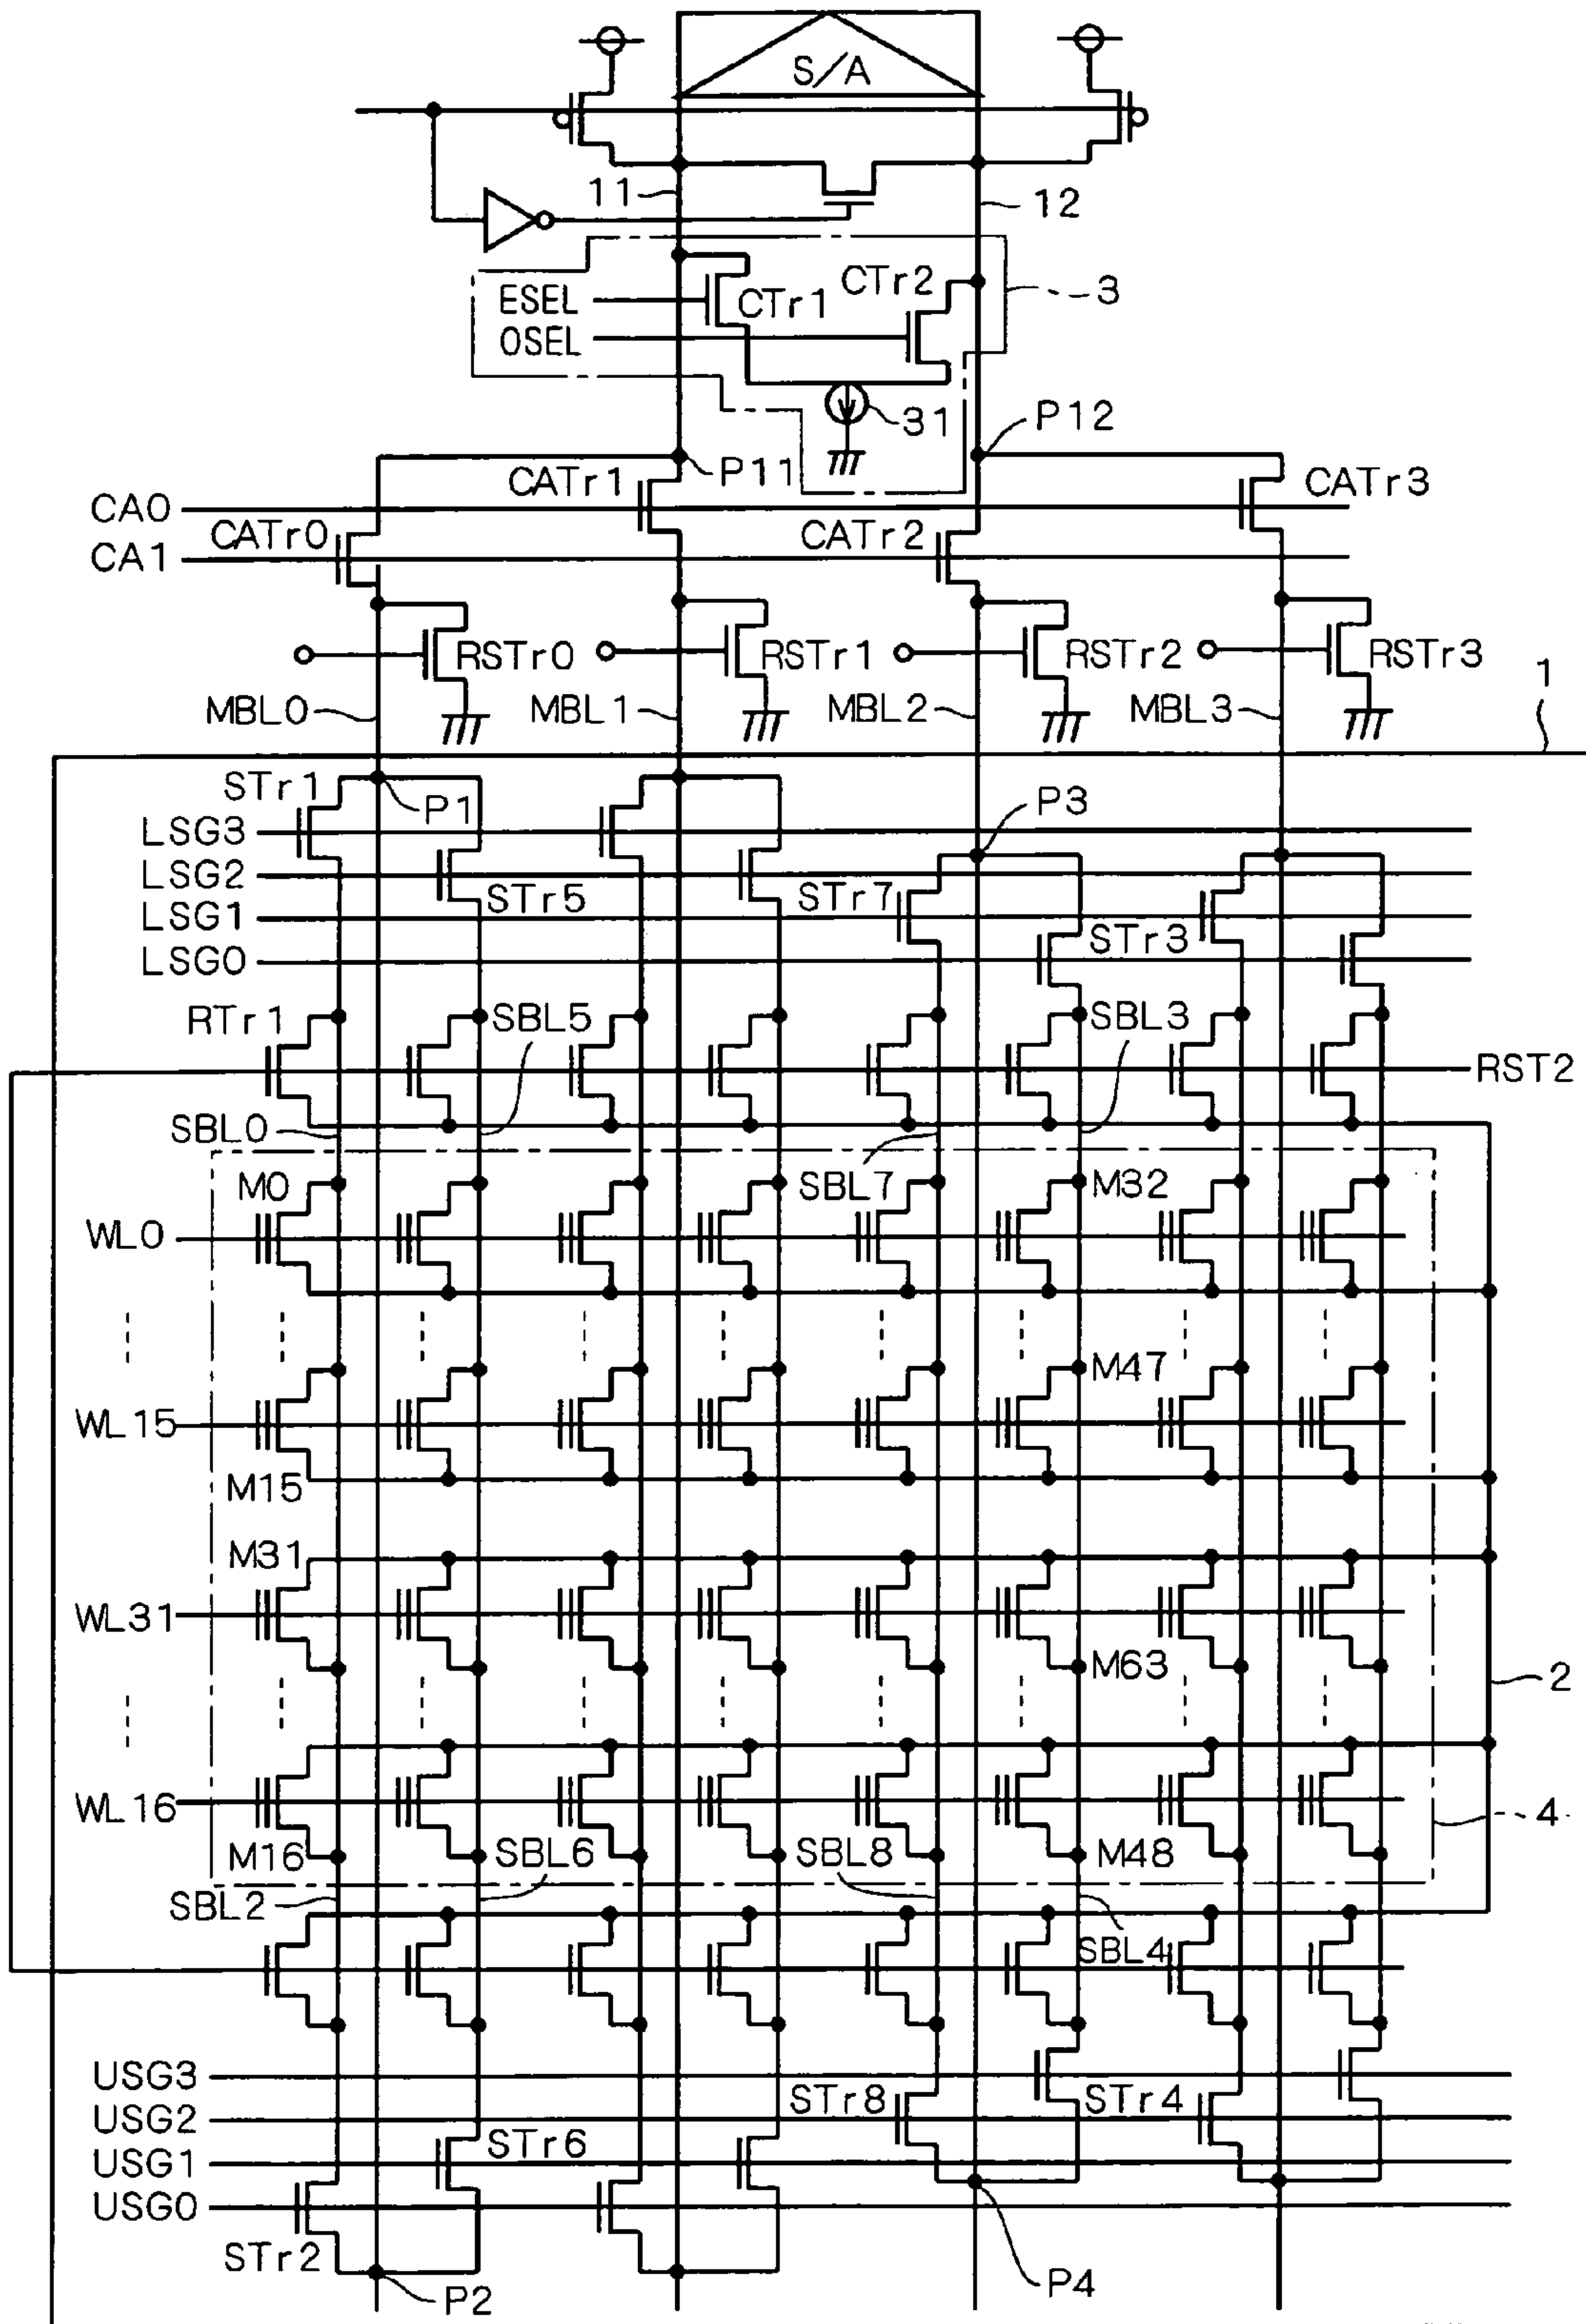 S/A
11
12
ESEL
CTr1
CTr2
3
OSEL
31
P12
P11
CATr1
CATr3
CA0
CATr0
CATr2
CA1
RSTr0
RSTr1
RSTr2
RSTr3
1
MBL0
MBL1
MBL2
MBL3
STr1
P1
P3
LSG3
LSG2
STr5
STr7
LSG1
STr3
LSG0
RTr1
SBL5
SBL3
RST2
SBL0
M0
SBL7
M32
WL0
M47
WL15
M15
M31
WL31
M63
2
WL16
4
M16
SBL6
SBL8
M48
SBL2
SBL4
USG3
STr8
STr4
USG2
STr6
USG1
USG0
STr2
P4
P2